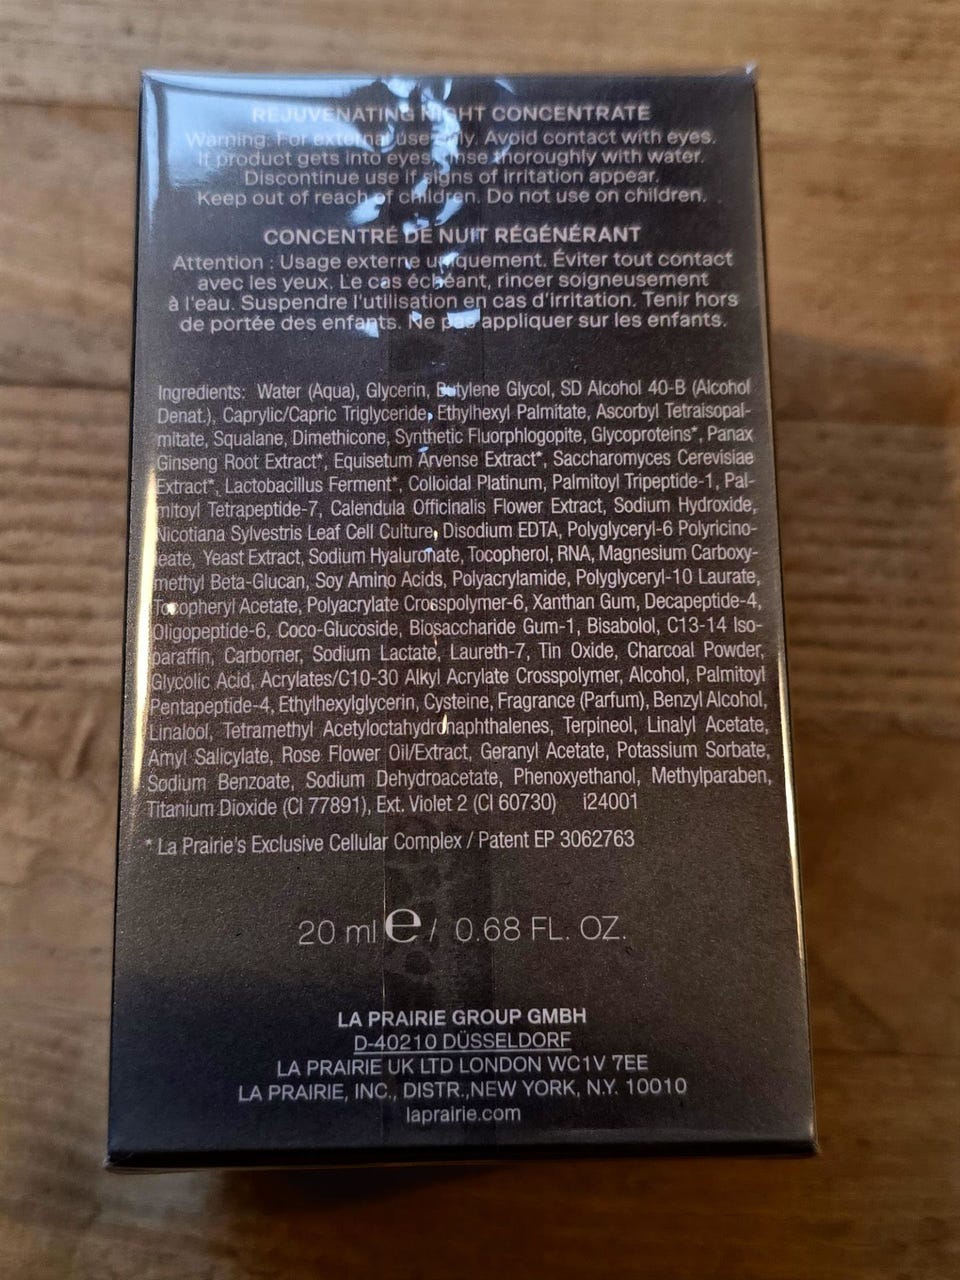 REJUVENATING NIGHT CONCENTRATE
Warning: For external use only. Avoid contact with eyes.
If product gets into eyes, rinse thoroughly with water.
Discontinue use if signs of irritation appear.
Keep out of reach of children. Do not use on children.
CONCENTRÉ DE NUIT RÉGÉNÉRANT
Attention : Usage externe uniquement. Éviter tout contact
avec les yeux. Le cas échéant, rincer soigneusement
à l'eau. Suspendre l'utilisation en cas d'irritation. Tenir hors
de portée des enfants. Ne pas appliquer sur les enfants.
Ingredients: Water (Aqua), Glycerin, Butylene Glycol, SD Alcohol 40-B (Alcohol
Denat.), Caprylic/Capric Triglyceride, Ethylhexyl Palmitate, Ascorbyl Tetraisopal-
mitate, Squalane, Dimethicone, Synthetic Fluorphlogopite, Glycoproteins*, Panax
Ginseng Root Extract*, Equisetum Arvense Extract*, Saccharomyces Cerevisiae
Extract*, Lactobacillus Ferment*, Colloidal Platinum, Palmitoyl Tripeptide-1, Pal-
mitoyl Tetrapeptide-7, Calendula Officinalis Flower Extract, Sodium Hydroxide,
Nicotiana Sylvestris Leaf Cell Culture, Disodium EDTA, Polyglyceryl-6 Polyricino-
leate, Yeast Extract, Sodium Hyaluronate, Tocopherol, RNA, Magnesium Carboxy-
methyl Beta-Glucan, Soy Amino Acids, Polyacrylamide, Polyglyceryl-10 Laurate,
Tocopheryl Acetate, Polyacrylate Crosspolymer-6, Xanthan Gum, Decapeptide-4,
Oligopeptide-6, Coco-Glucoside, Biosaccharide Gum-1, Bisabolol, C13-14 Iso-
paraffin, Carbomer, Sodium Lactate, Laureth-7, Tin Oxide, Charcoal Powder,
Glycolic Acid, Acrylates/C10-30 Alkyl Acrylate Crosspolymer, Alcohol, Palmitoyl
Pentapeptide-4, Ethylhexylglycerin, Cysteine, Fragrance (Parfum), Benzyl Alcohol,
Linalool, Tetramethyl Acetyloctahydronaphthalenes, Terpineol, Linalyl Acetate,
Amyl Salicylate, Rose Flower Oil/Extract, Geranyl Acetate, Potassium Sorbate,
Sodium Benzoate, Sodium Dehydroacetate, Phenoxyethanol, Methylparaben,
Titanium Dioxide (CI 77891), Ext. Violet 2 (CI 60730) i24001
* La Prairie's Exclusive Cellular Complex / Patent EP 3062763
20 ml e / 0.68 FL. OZ.
LA PRAIRIE GROUP GMBH
D-40210 DÜSSELDORF
LA PRAIRIE UK LTD LONDON WC1V 7EE
LA PRAIRIE, INC., DISTR.,NEW YORK, N.Y. 10010
laprairie.com